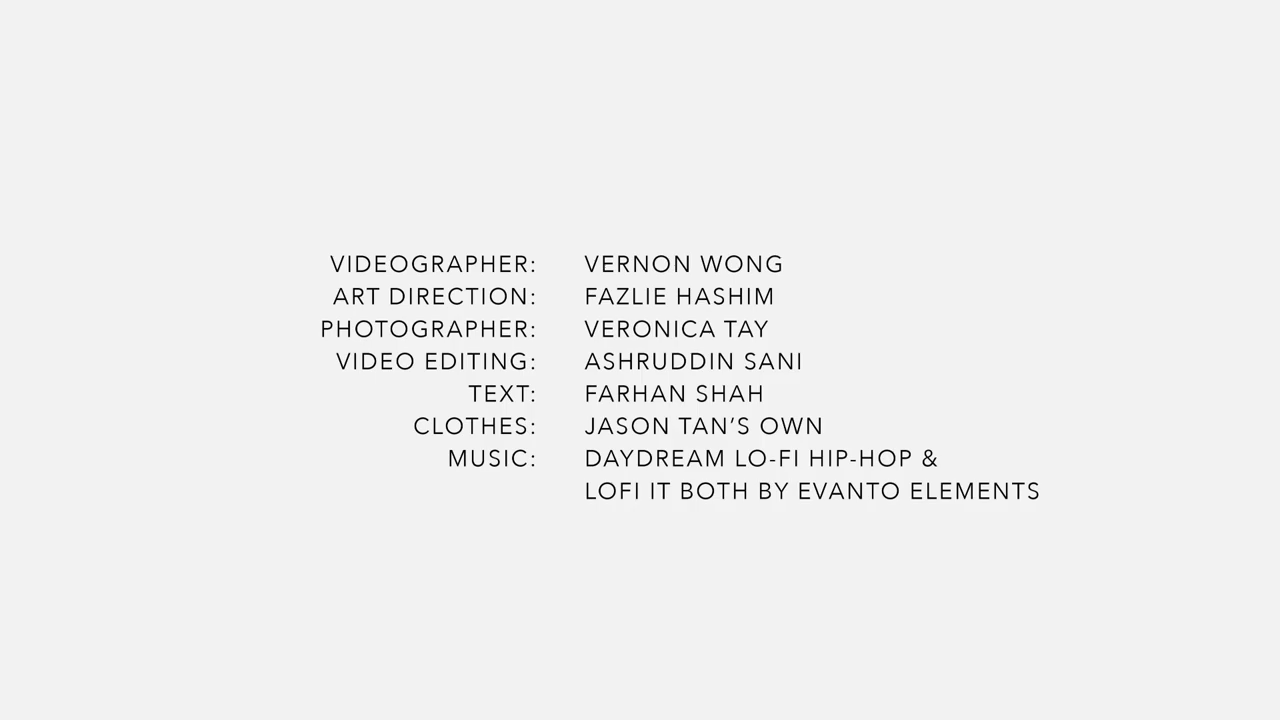 VIDEOGRAPHER: VERNON WONG
ART DIRECTION: FAZLIE HASHIM
PHOTOGRAPHER: VERONICA TAY
VIDEO EDITING: ASHRUDDIN SANI
TEXT: FARHAN SHAH
CLOTHES: JASON TAN'S OWN
MUSIC: DAYDREAM LO-FI HIP-HOP &
LOFI IT BOTH BY EVANTO ELEMENTS